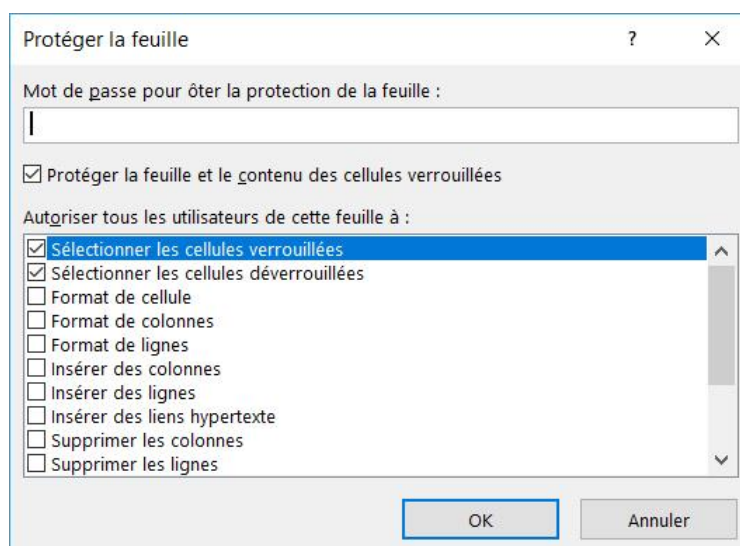 Protéger la feuille ?
Mot de passe pour ôter la protection de la feuille :
Protéger la feuille et le contenu des cellules verrouillées
Autoriser tous les utilisateurs de cette feuille à :
Sélectionner les cellules verrouillées
Sélectionner les cellules déverrouillées
Format de cellule
Format de colonnes
Format de lignes
Insérer des colonnes
Insérer des lignes
Insérer des liens hypertexte
Supprimer les colonnes
Supprimer les lignes
OK Annuler